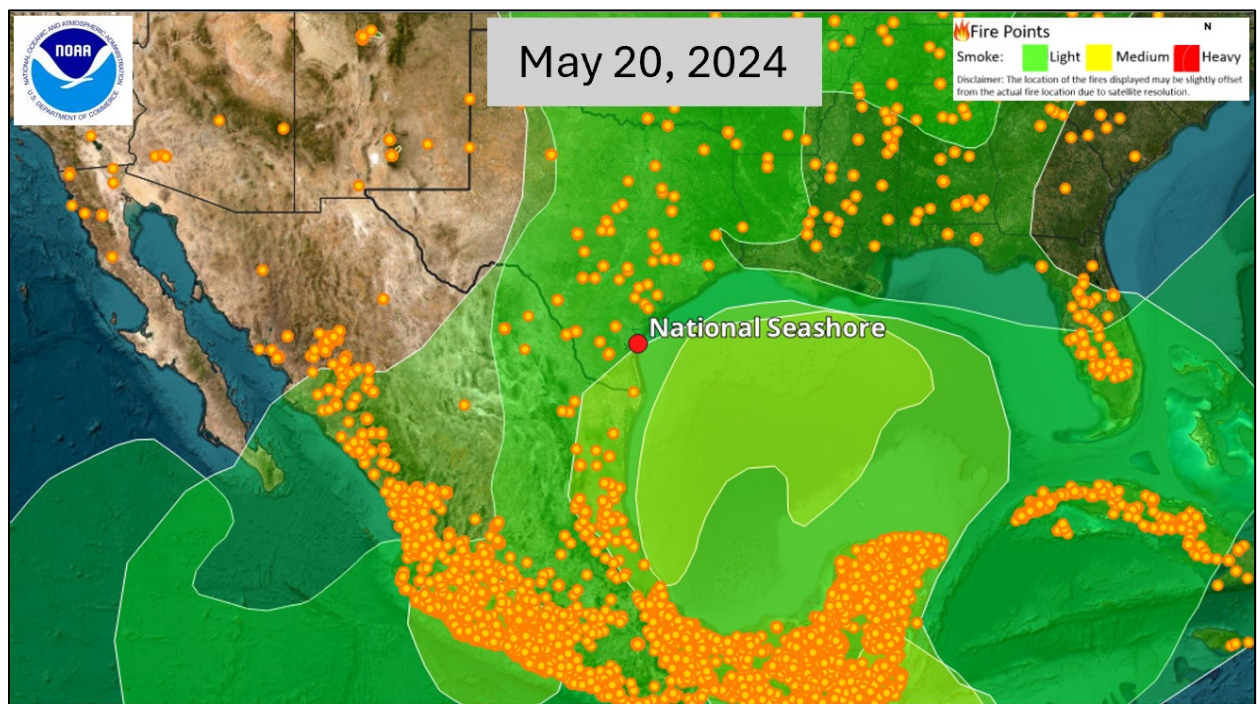 NATIONAL OCEANIC AND ATMOSPHERIC ADMINISTRATION
NOAA
U.S. DEPARTMENT OF COMMERCE
May 20, 2024
Fire Points
N
Smoke: Light Medium Heavy
Disclaimer: The location of the fires displayed may be slightly offset
from the actual fire location due to satellite resolution.
National Seashore